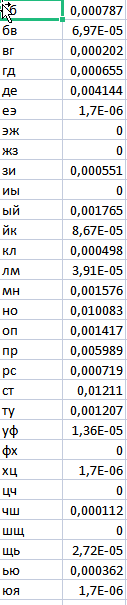 б 0,000787
бв 6,97E-05
вг 0,000202
гд 0,000655
де 0,004144
еэ 1,7E-06
эж 0
жз 0
зи 0,000551
иы 0
ый 0,001765
йк 8,67E-05
кл 0,000498
лм 3,91E-05
мн 0,001576
но 0,010083
оп 0,001417
пр 0,005989
рс 0,000719
ст 0,01211
ту 0,001207
уф 1,36E-05
фх 0
хц 1,7E-06
цч 0
чш 0,000112
шщ 0
щь 2,72E-05
ью 0,000362
юя 1,7E-06